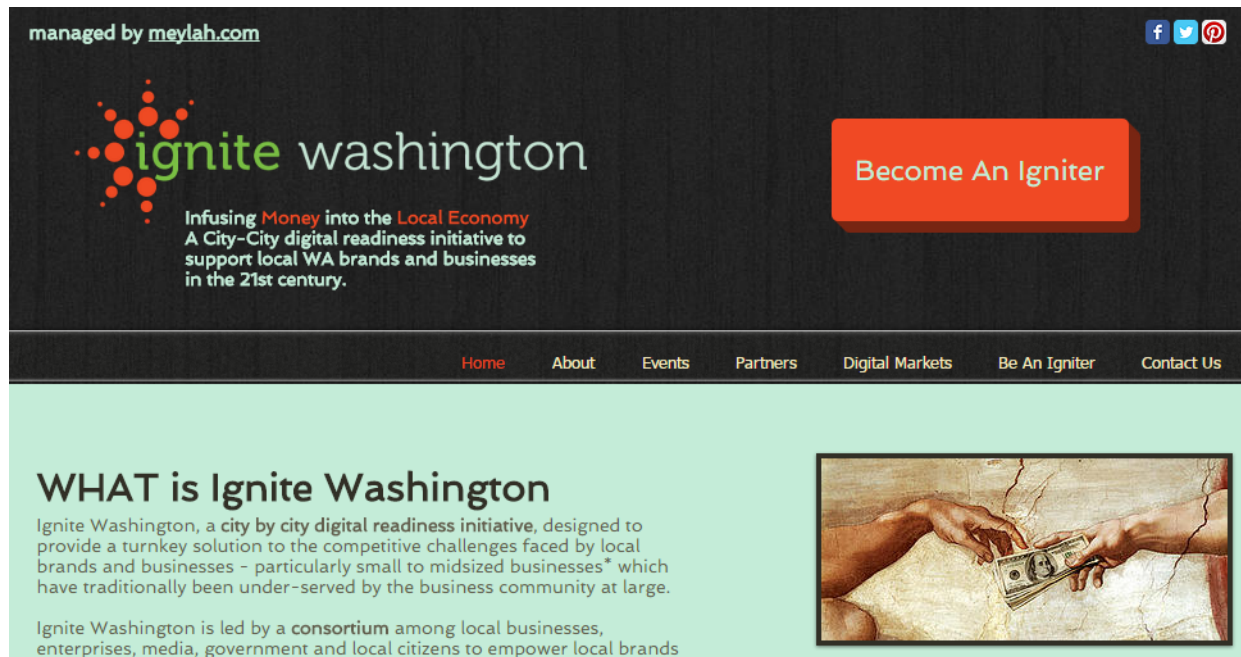 managed by meylah.com
ignite washington
Become An Igniter
Infusing Money into the Local Economy
A City-City digital readiness initiative to
support local WA brands and businesses
in the 21st century.
Home About Events Partners Digital Markets Be An Igniter Contact Us
WHAT is Ignite Washington
Ignite Washington, a city by city digital readiness initiative, designed to
provide a turnkey solution to the competitive challenges faced by local
brands and businesses - particularly small to midsized businesses* which
have traditionally been under-served by the business community at large.
Ignite Washington is led by a consortium among local businesses,
enterprises, media, government and local citizens to empower local brands